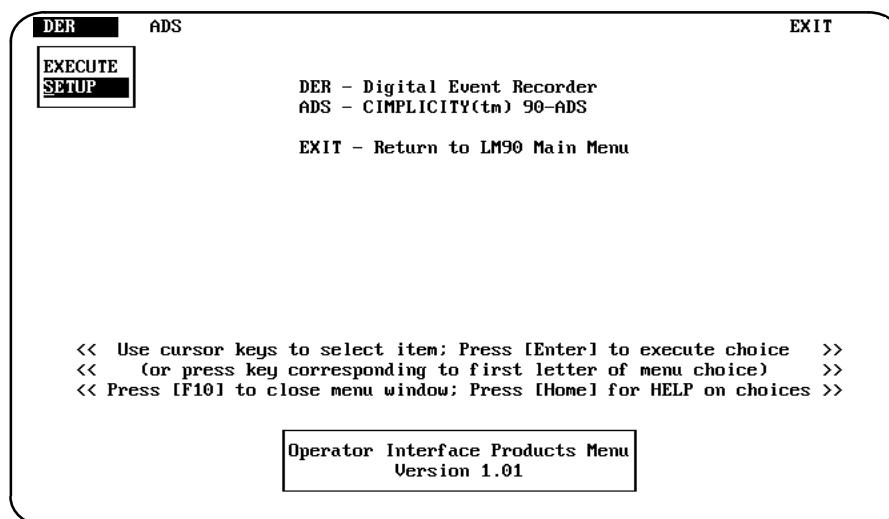 DER ADS EXIT
EXECUTE
SETUP
DER - Digital Event Recorder
ADS - CIMPLICITY(tm) 90-ADS
EXIT - Return to LM90 Main Menu
<< Use cursor keys to select item; Press [Enter] to execute choice >>
<< (or press key corresponding to first letter of menu choice) >>
<< Press [F10] to close menu window; Press [Home] for HELP on choices >>
Operator Interface Products Menu
Version 1.01